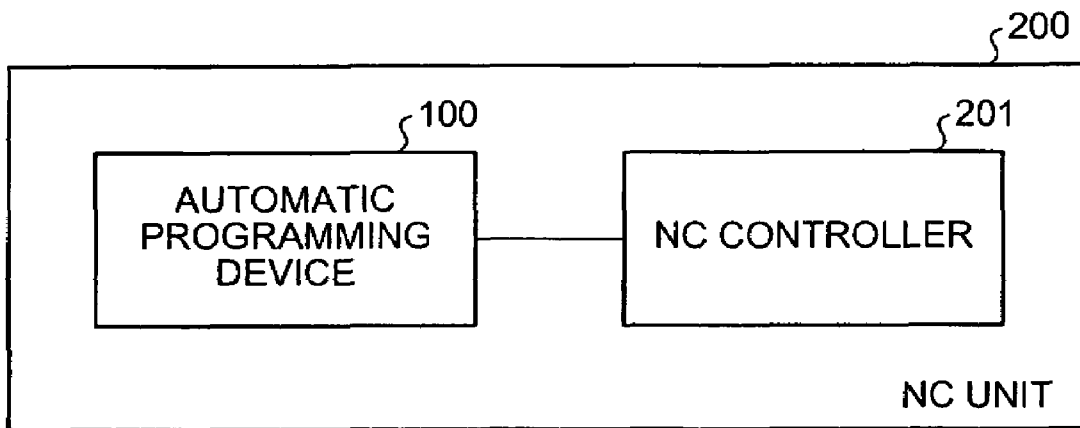 200
100
201
AUTOMATIC
PROGRAMMING
DEVICE
NC CONTROLLER
NC UNIT